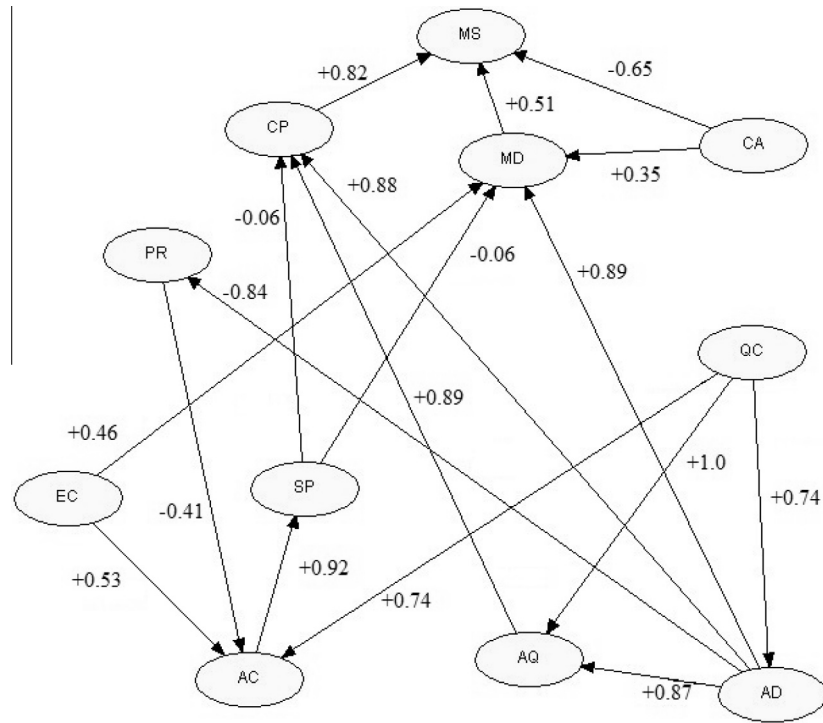 MS
+0.82
-0.65
CP
+0.51
MD
CA
+0.88
+0.35
-0.06
PR
-0.06
-0.84
+0.89
QC
+0.89
+0.46
+1.0
EC
SP
+0.74
-0.41
+0.92
+0.53
+0.74
AC
AQ
+0.87
AD